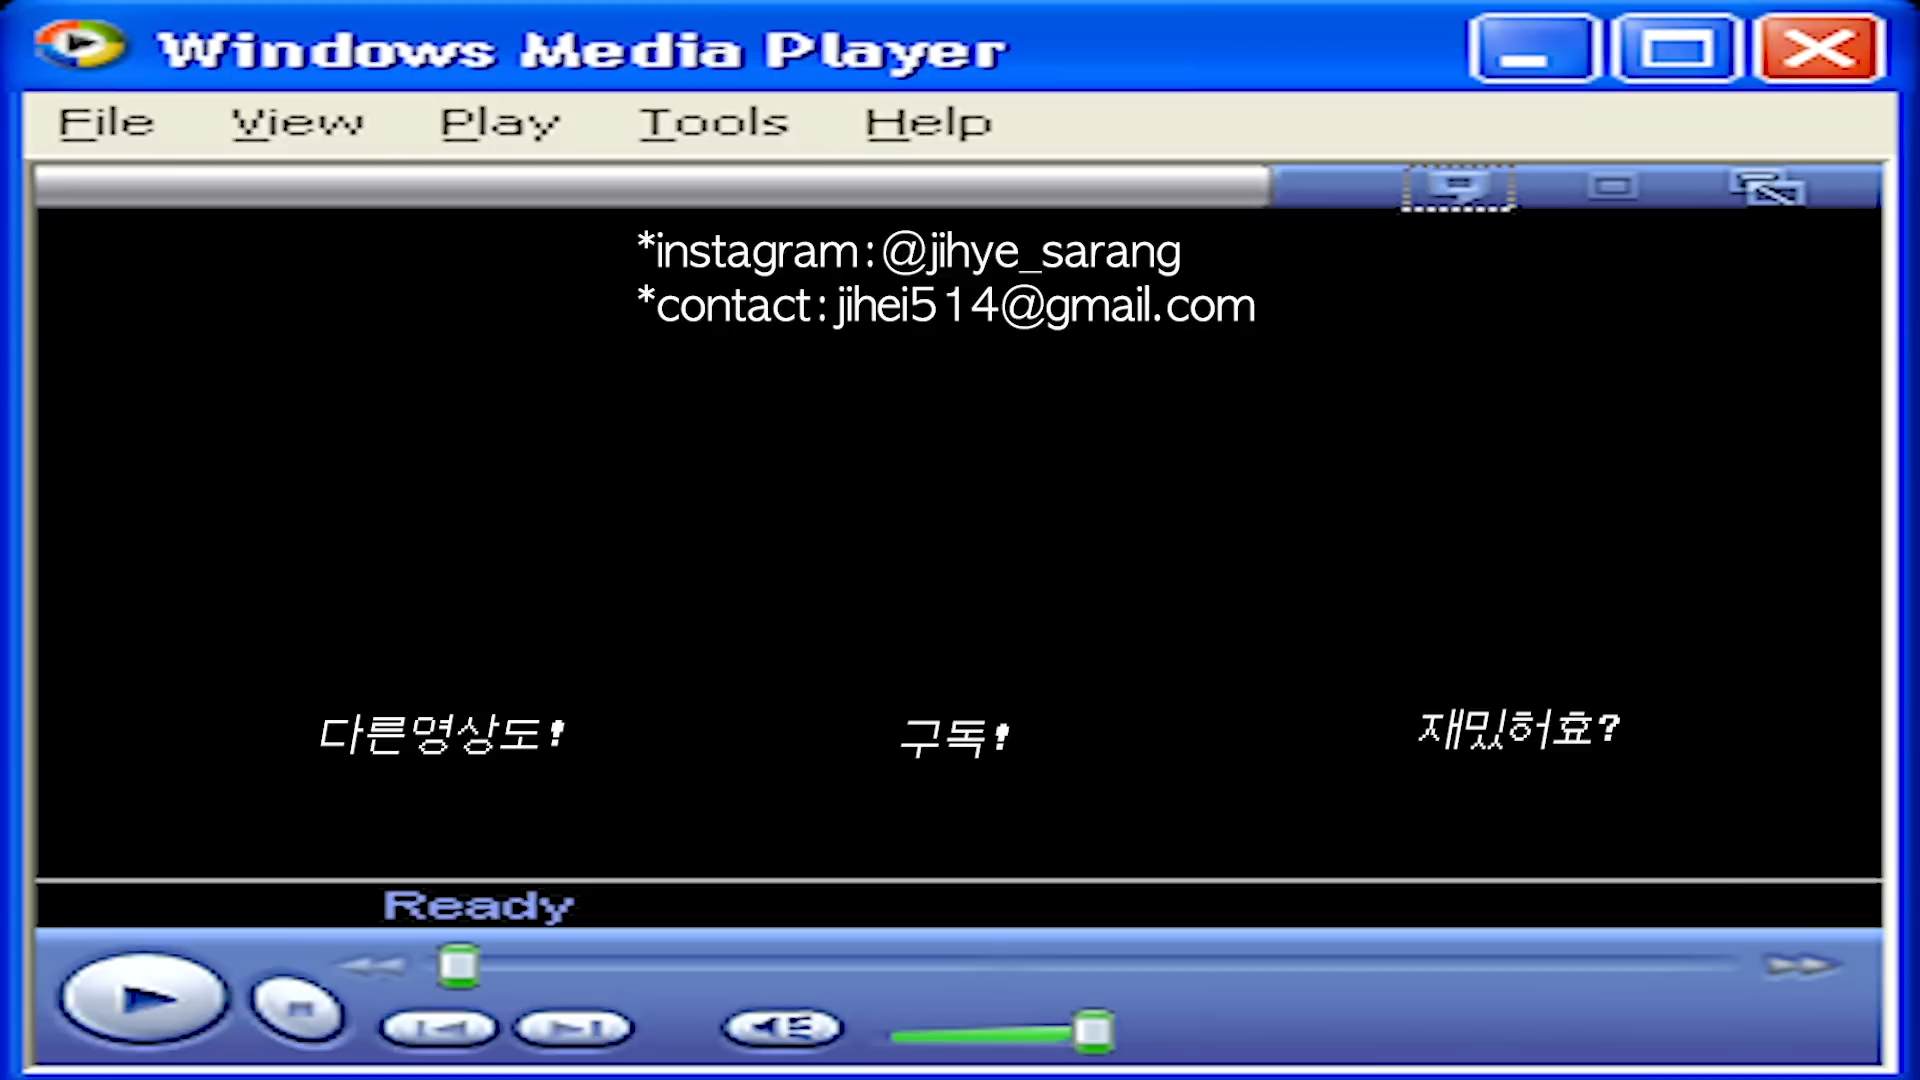 Windows Media Player
File View Play Tools Help
*instagram:@jihye_sarang
*contact:jihei514@gmail.com
다른영상도! 구독! 재밌허효?
Ready